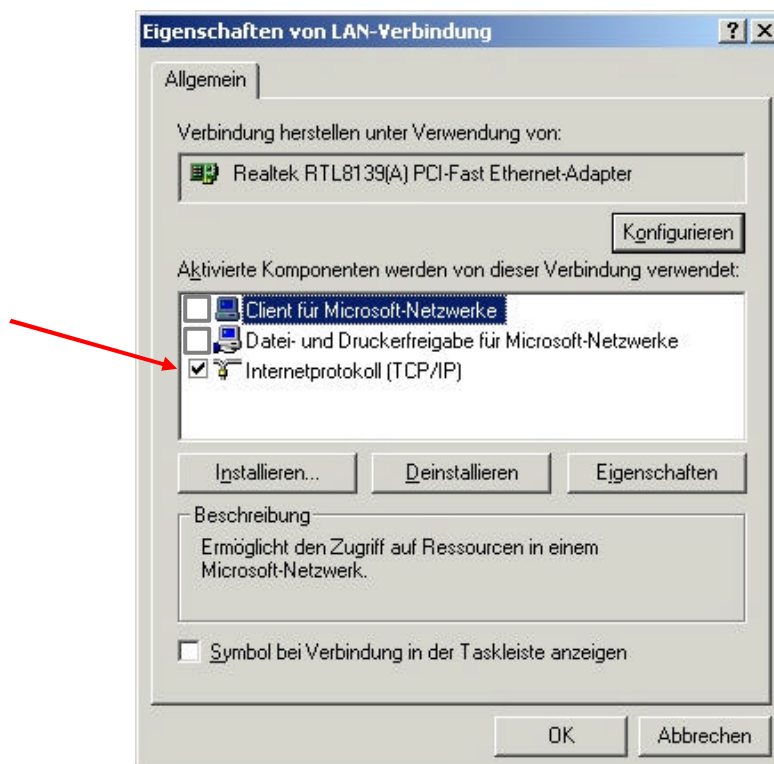 Eigenschaften von LAN-Verbindung
Allgemein
Verbindung herstellen unter Verwendung von:
Realtek RTL8139(A) PCI-Fast Ethernet-Adapter
Konfigurieren
Aktivierte Komponenten werden von dieser Verbindung verwendet:
Client für Microsoft-Netzwerke
Datei- und Druckerfreigabe für Microsoft-Netzwerke
Internetprotokoll (TCP/IP)
Installieren... Deinstallieren Eigenschaften
Beschreibung
Ermöglicht den Zugriff auf Ressourcen in einem
Microsoft-Netzwerk.
Symbol bei Verbindung in der Taskleiste anzeigen
OK Abbrechen